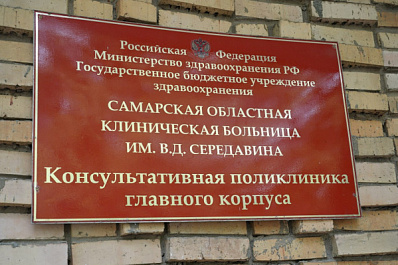 Российская Федерация
Министерство здравоохранения РФ
Государственное бюджетное учреждение
здравоохранения
САМАРСКАЯ ОБЛАСТНАЯ
КЛИНИЧЕСКАЯ БОЛЬНИЦА
ИМ. В.Д. СЕРЕДАВИНА
Консультативная поликлиника
главного корпуса